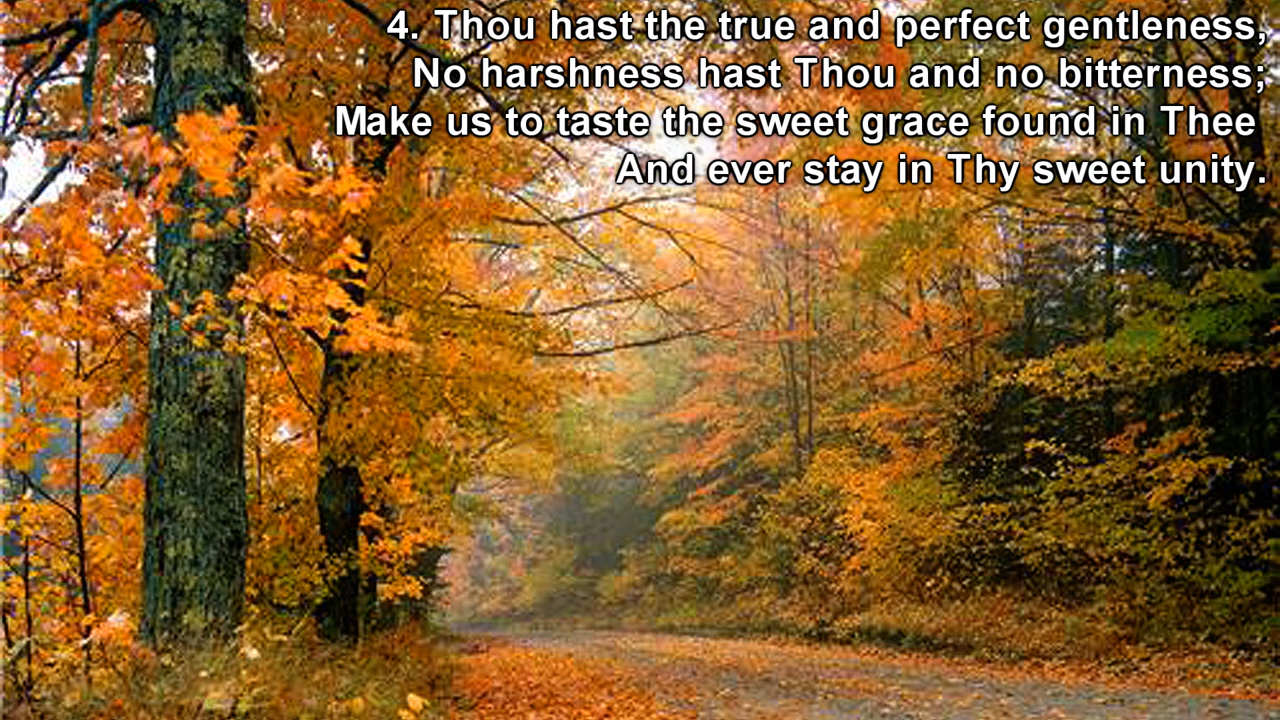 4. Thou hast the true and perfect gentleness,
No harshness hast Thou and no bitterness;
Make us to taste the sweet grace found in Thee
And ever stay in Thy sweet unity.